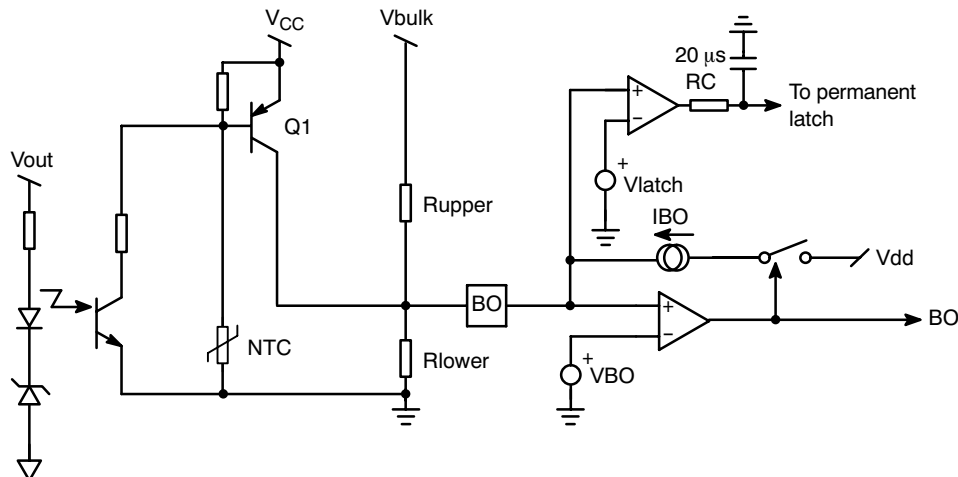 V_CC
Vbulk
20 μs
RC
To permanent
latch
Q1
Vout
Vlatch
Rupper
IBO
Vdd
BO
BO
NTC
Rlower
VBO
+
−
+
+
−
+